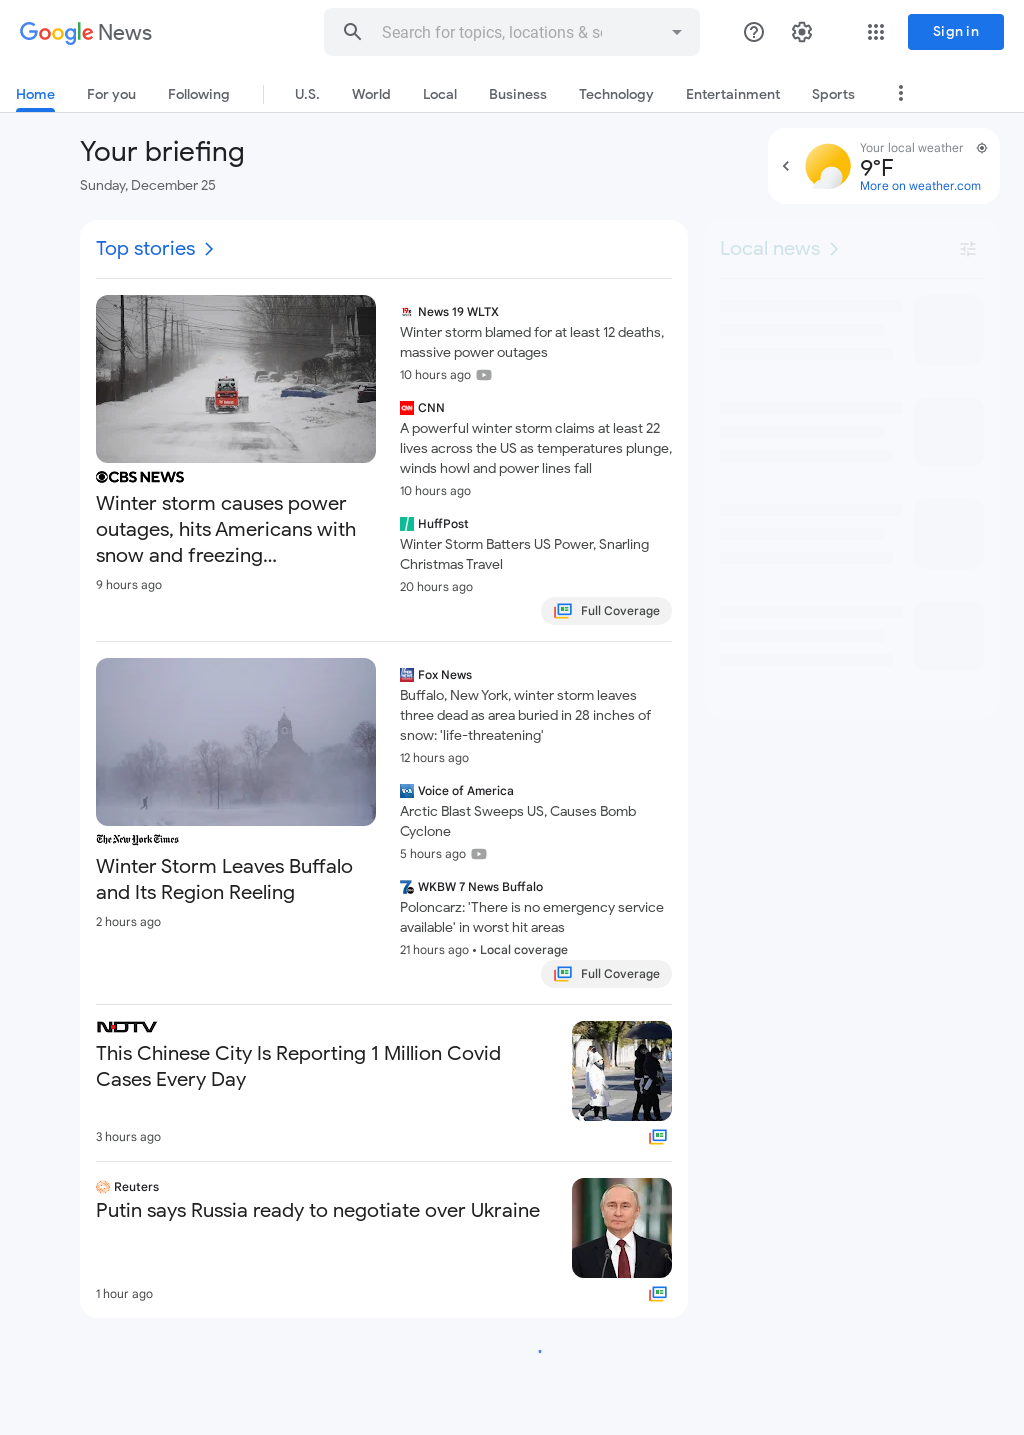 Google News
Search for topics, locations & so
Sign in
Home
For you
Following
U.S.
World
Local
Business
Technology
Entertainment
Sports
Your briefing
Sunday, December 25
Your local weather
9°F
More on weather.com
Top stories
Local news
CBS NEWS
Winter storm causes power
outages, hits Americans with
snow and freezing...
9 hours ago
News 19 WLTX
Winter storm blamed for at least 12 deaths,
massive power outages
10 hours ago
CNN
A powerful winter storm claims at least 22
lives across the US as temperatures plunge,
winds howl and power lines fall
10 hours ago
HuffPost
Winter Storm Batters US Power, Snarling
Christmas Travel
20 hours ago
Full Coverage
The New York Times
Winter Storm Leaves Buffalo
and Its Region Reeling
2 hours ago
Fox News
Buffalo, New York, winter storm leaves
three dead as area buried in 28 inches of
snow: 'life-threatening'
12 hours ago
Voice of America
Arctic Blast Sweeps US, Causes Bomb
Cyclone
5 hours ago
WKBW 7 News Buffalo
Poloncarz: 'There is no emergency service
available' in worst hit areas
21 hours ago • Local coverage
Full Coverage
NDTV
This Chinese City Is Reporting 1 Million Covid
Cases Every Day
3 hours ago
Reuters
Putin says Russia ready to negotiate over Ukraine
1 hour ago